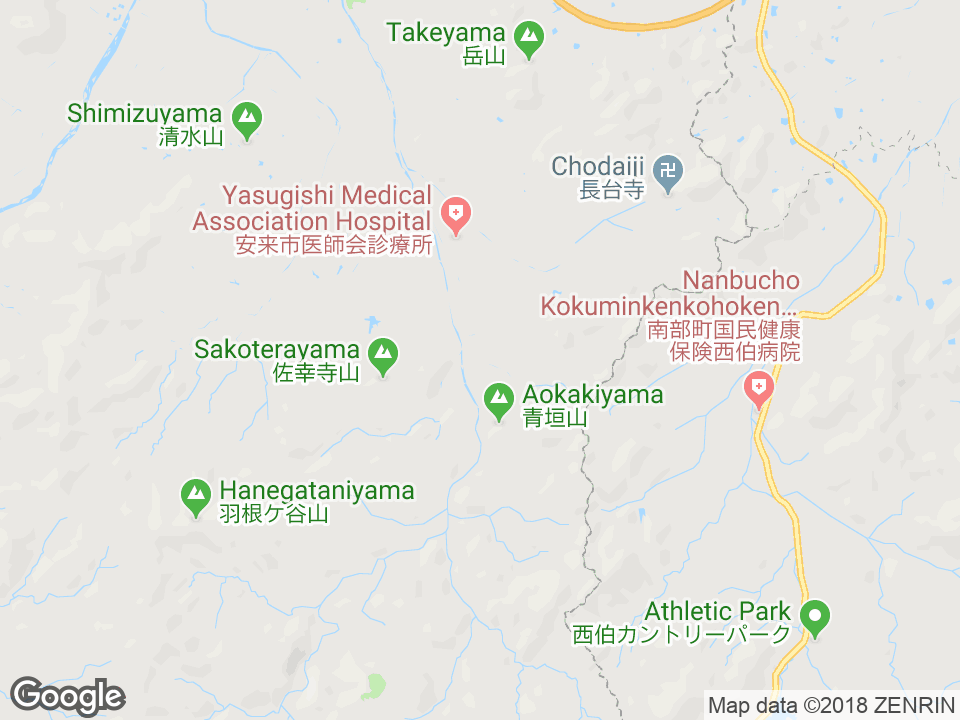 Takeyama
岳山
Shimizuyama
清水山
Chodaiji
長台寺
Yasugishi Medical
Association Hospital
安来市医師会診療所
Nanbucho
Kokuminkenkohoken...
南部町国民健康
保険西伯病院
Sakoterayama
佐幸寺山
Aokakiyama
青垣山
Hanegataniyama
羽根ケ谷山
Athletic Park
西伯カントリーパーク
Google
Map data ©2018 ZENRIN